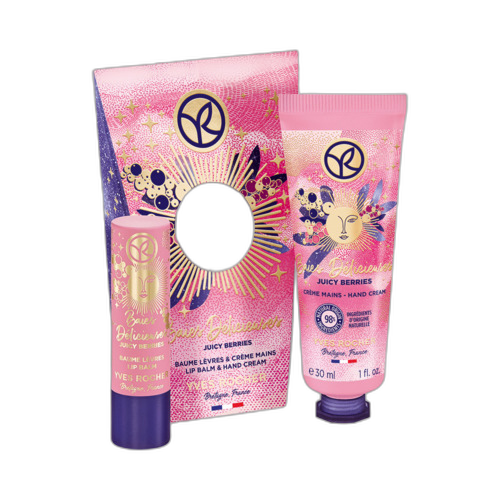 Baies
Délicieuses
JUICY BERRIES
BAUME LÈVRES
LIP BALM
YVES ROCHER
Bretagne, France
Baies Délicieuses
JUICY BERRIES
BAUME LÈVRES & CRÈME MAINS
LIP BALM & HAND CREAM
YVES ROCHER
Bretagne, France
Baies Délicieuses
JUICY BERRIES
CRÈME MAINS - HAND CREAM
98%
INGRÉDIENTS
D'ORIGINE
NATURELLE
YVES ROCHER
Bretagne, France
e 30 ml 1 fl. oz.